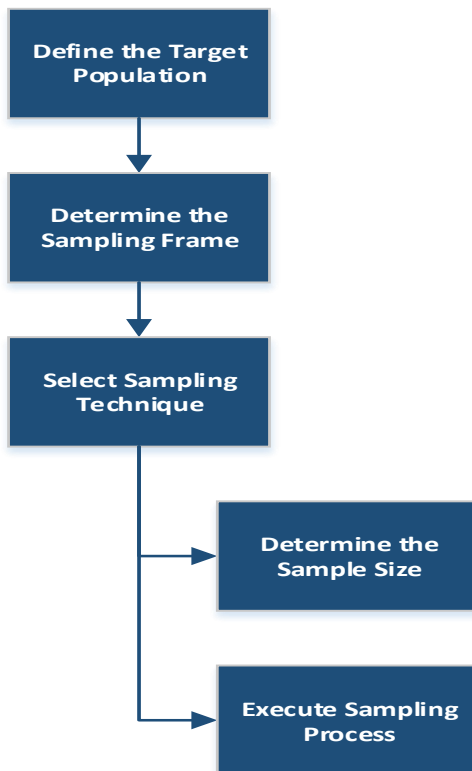 Define the Target
Population
Determine the
Sampling Frame
Select Sampling
Technique
Determine the
Sample Size
Execute Sampling
Process